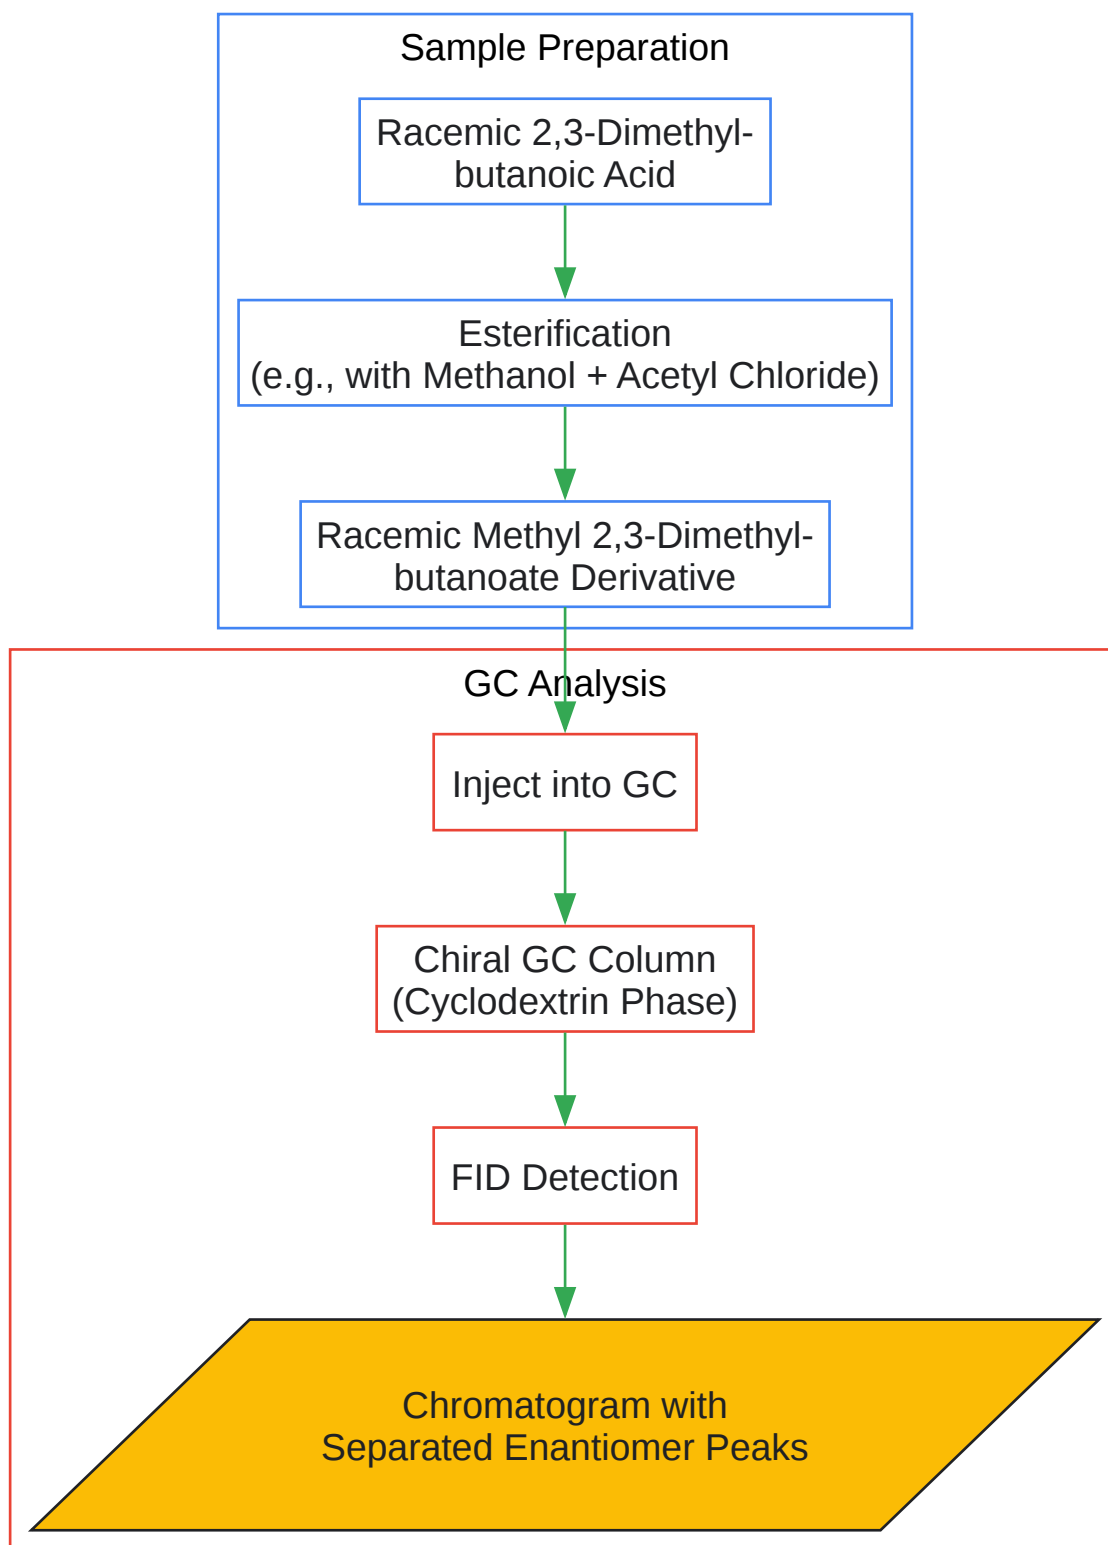 Sample Preparation
Racemic 2,3-Dimethyl-
butanoic Acid
Esterification
(e.g., with Methanol + Acetyl Chloride)
Racemic Methyl 2,3-Dimethyl-
butanoate Derivative
GC Analysis
Inject into GC
Chiral GC Column
(Cyclodextrin Phase)
FID Detection
Chromatogram with
Separated Enantiomer Peaks